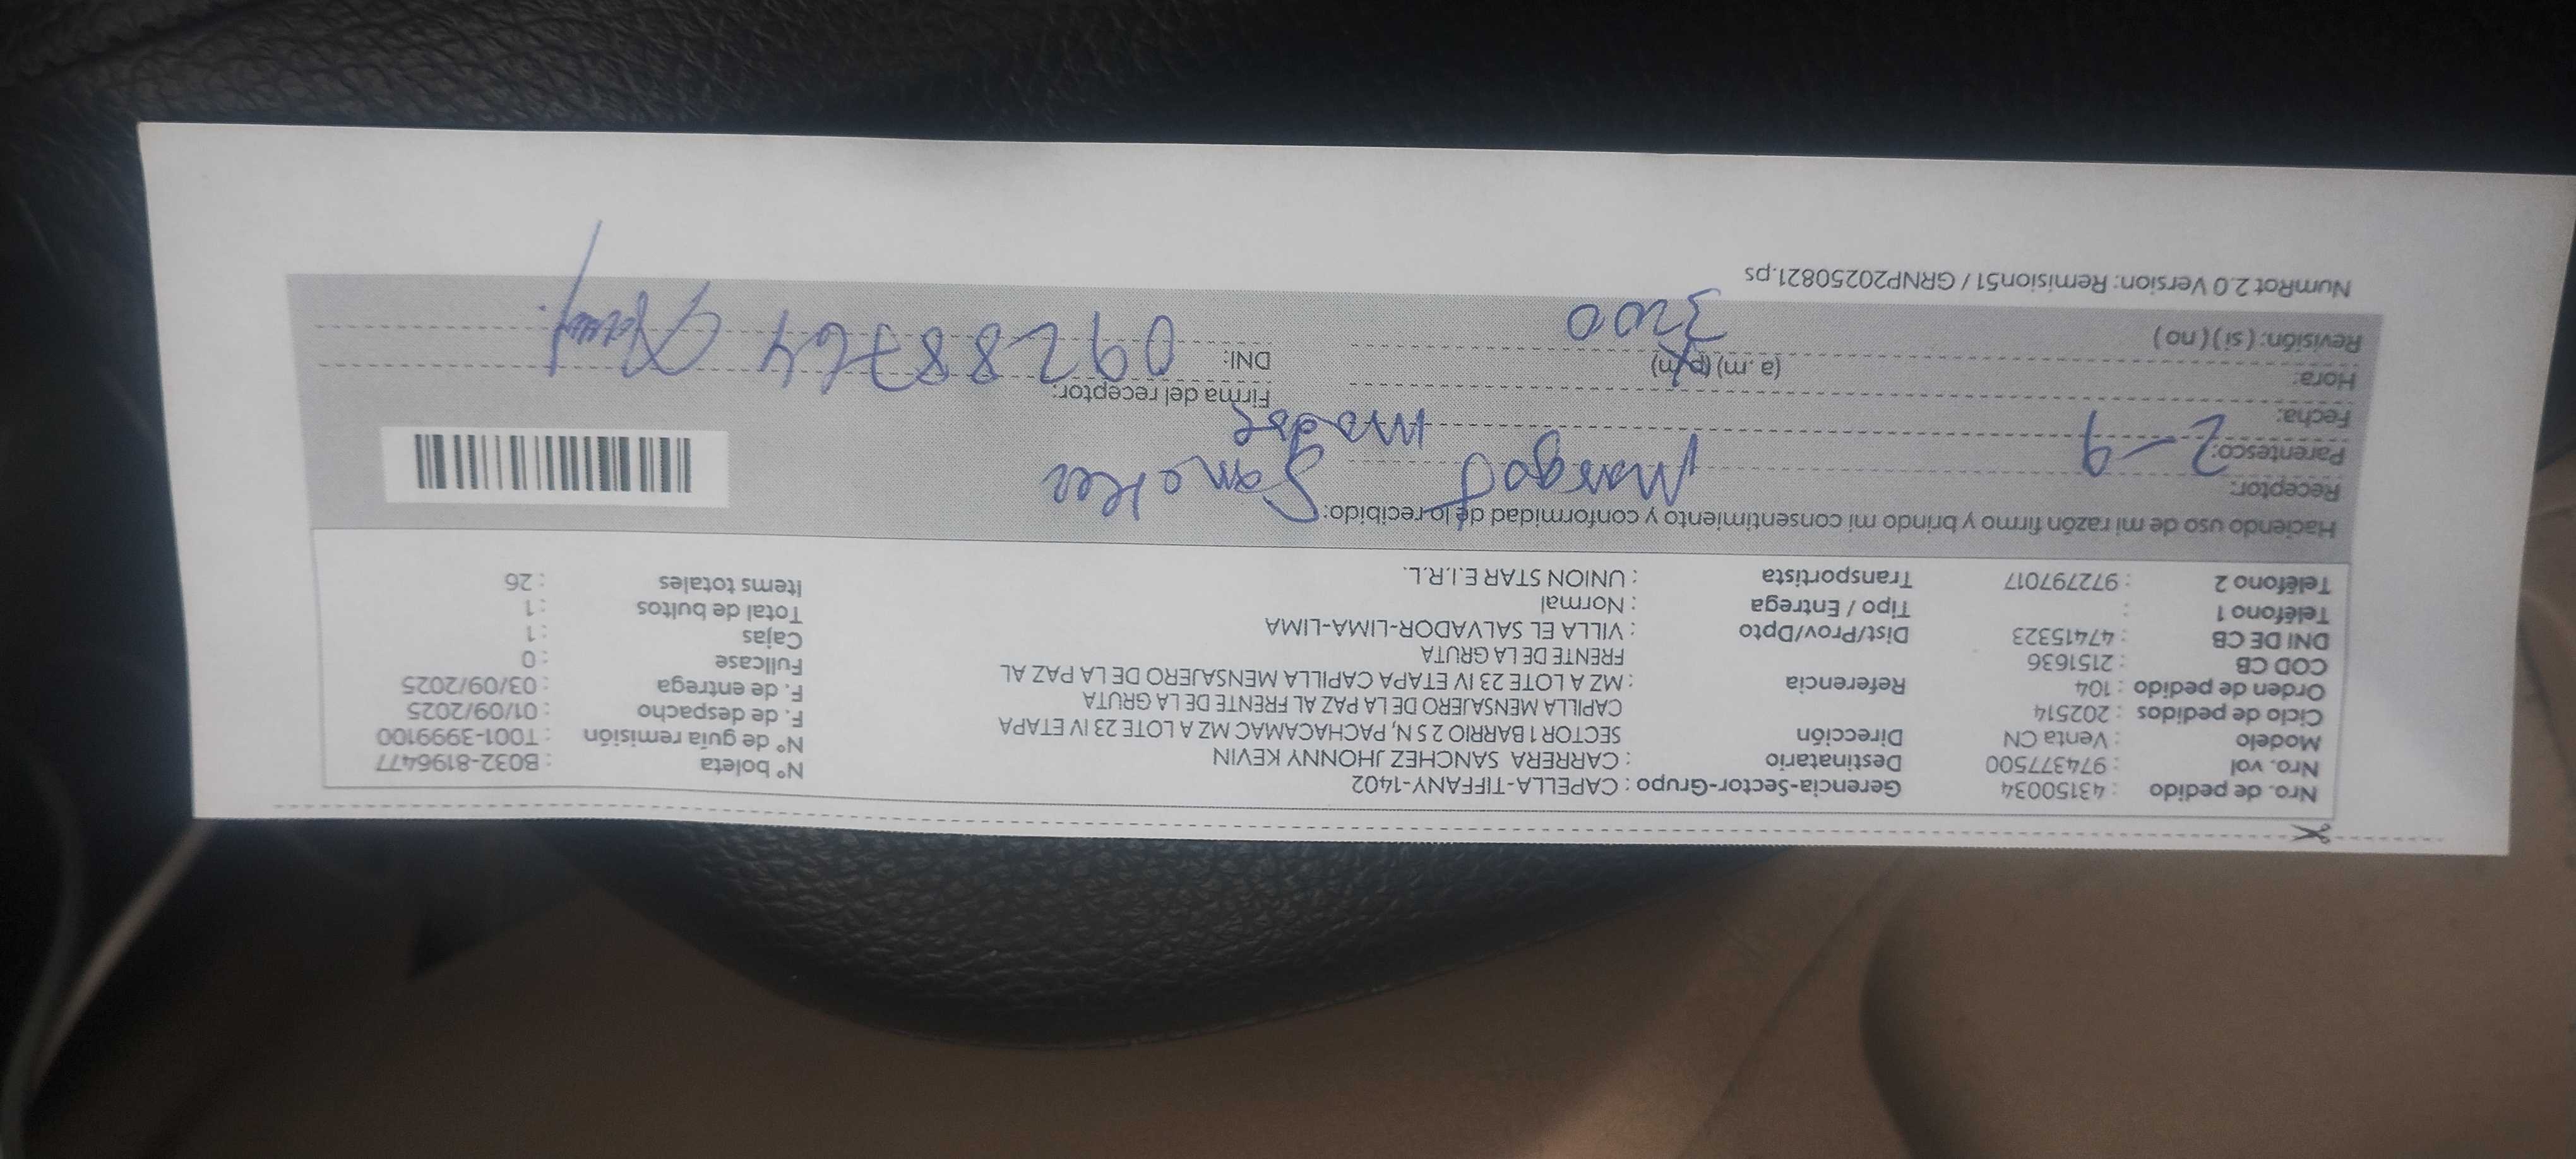 Nro. de pedido : 43150034 Gerencia-Sector-Grupo : CAPELLA-TIFFANY-1402 N° boleta : B032-8196477
Nro. vol : 974377500 Destinatario : CARRERA SANCHEZ JHONNY KEVIN N° de guia remisión : T001-3999100
Modelo : Venta CN Dirección SECTOR 1 BARRIO 2 S N, PACHACAMAC MZ A LOTE 23 IV ETAPA F. de despacho : 01/09/2025
Ciclo de pedidos : 202514 CAPILLA MENSAJERO DE LA PAZ AL FRENTE DE LA GRUTA F. de entrega : 03/09/2025
Orden de pedido : 104 Referencia : MZ A LOTE 23 IV ETAPA CAPILLA MENSAJERO DE LA PAZ AL Fullcase : 0
COD CB : 2151636 FRENTE DE LA GRUTA Cajas : 1
DNI DE CB : 47415323 Dist/Prov/Dpto : VILLA EL SALVADOR-LIMA-LIMA Total de bultos : 1
Teléfono 1 : Tipo / Entrega : Normal Items totales : 26
Teléfono 2 : 972797017 Transportista : UNION STAR E.I.R.L.
Haciendo uso de mi razón firmo y brindo mi consentimiento y conformidad de lo recibido:
Receptor: Margot
Parentesco: madre
Fecha: 2-9 Firma del receptor:
Hora: 3:00 (a.m) (p.m) DNI: 09288764
Revisión: ( si ) ( no )
NumRot 2.0 Version: Remision51 / GRNP20250821.ps